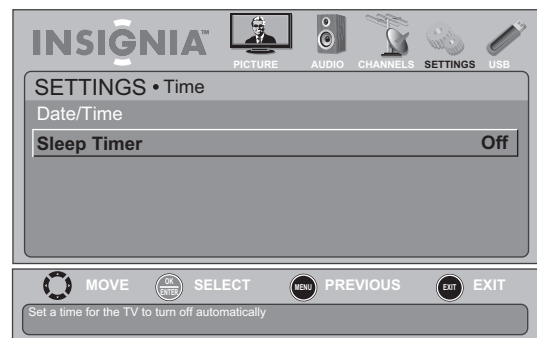 INSIGNIA™
PICTURE AUDIO CHANNELS SETTINGS USB
SETTINGS • Time
Date/Time
Sleep Timer Off
MOVE OK ENTER SELECT MENU PREVIOUS EXIT EXIT
Set a time for the TV to turn off automatically